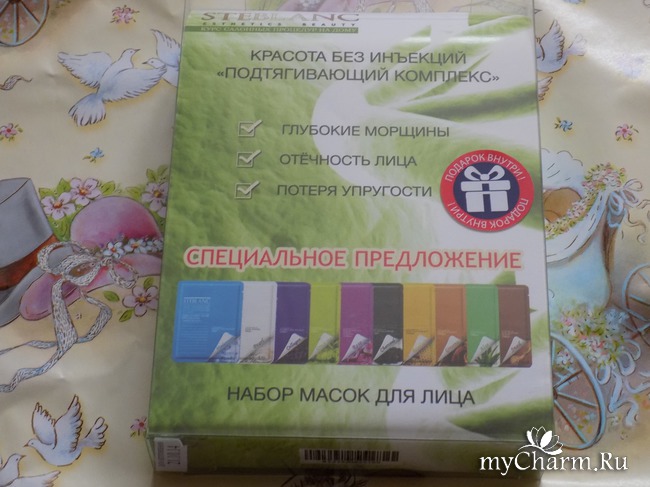 STEBLANC
КРАСОТА БЕЗ ИНЪЕКЦИЙ
«ПОДТЯГИВАЮЩИЙ КОМПЛЕКС»
ГЛУБОКИЕ МОРЩИНЫ
ОТЁЧНОСТЬ ЛИЦА
ПОТЕРЯ УПРУГОСТИ
ПОДАРОК ВНУТРИ!
ПОДАРОК ВНУТРИ!
СПЕЦИАЛЬНОЕ ПРЕДЛОЖЕНИЕ
STEBLANC
НАБОР МАСОК ДЛЯ ЛИЦА
myCharm.Ru